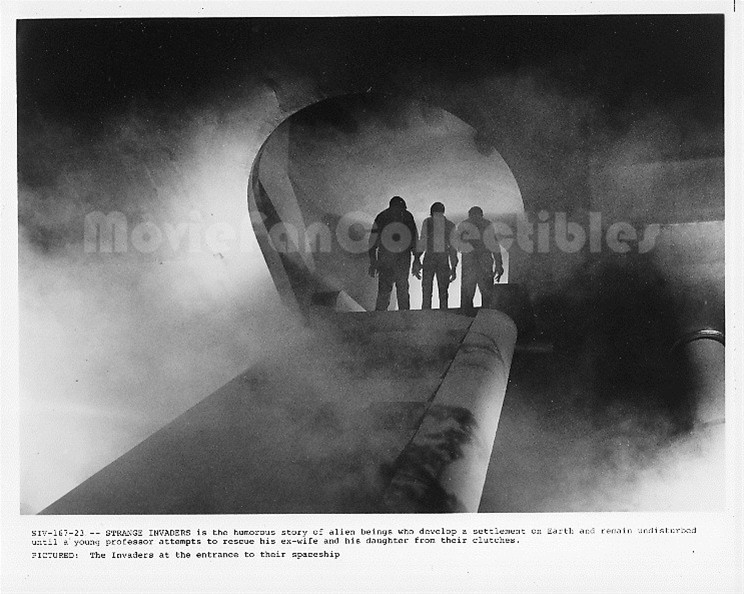 MovieFanCollectibles
SIV-167-23 -- STRANGE INVADERS is the humorous story of alien beings who develop a settlement on Earth and remain undisturbed
until a young professor attempts to rescue his ex-wife and his daughter from their clutches.
PICTURED: The Invaders at the entrance to their spaceship